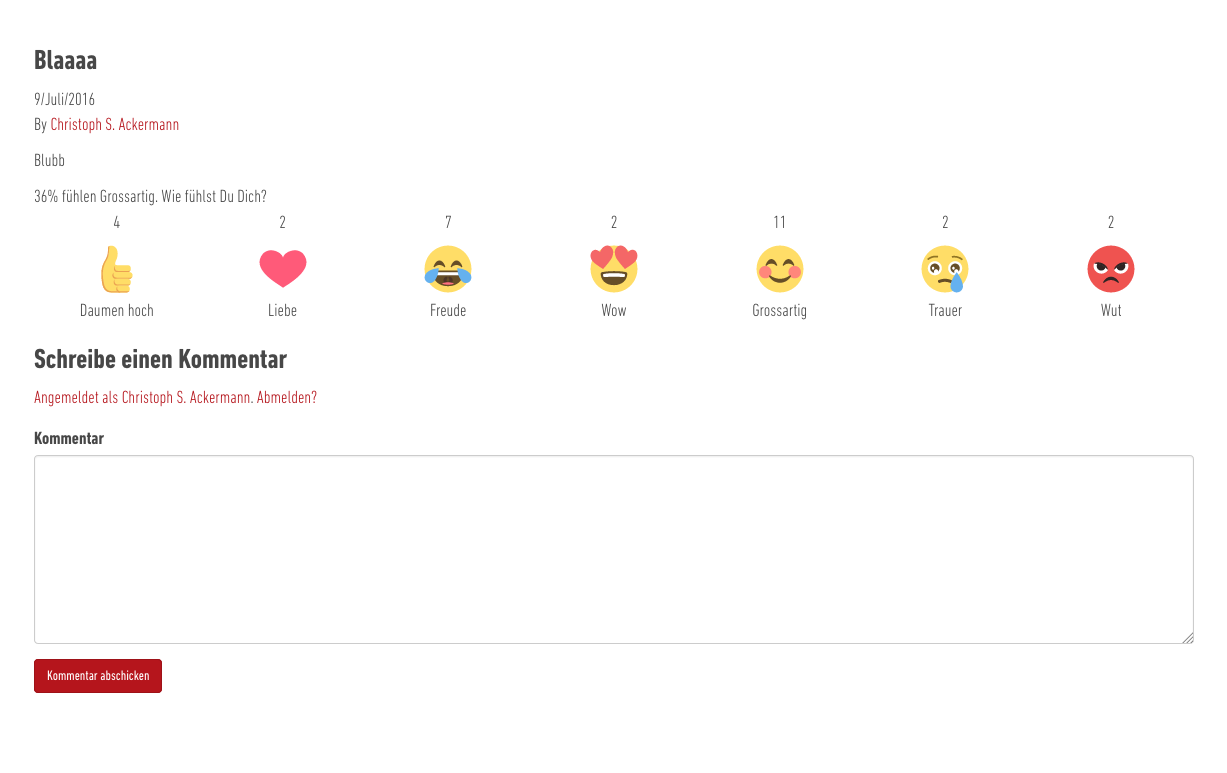 Blaaaa
9/Juli/2016
By Christoph S. Ackermann
Blubb
36% fühlen Grossartig. Wie fühlst Du Dich?
4 2 7 2 11 2 2
Daumen hoch Liebe Freude Wow Grossartig Trauer Wut
Schreibe einen Kommentar
Angemeldet als Christoph S. Ackermann. Abmelden?
Kommentar
Kommentar abschicken